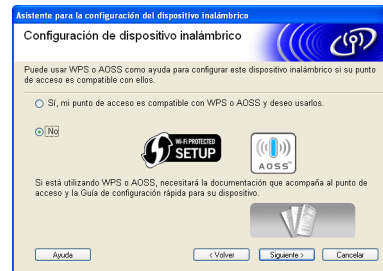 Asistente para la configuración del dispositivo inalámbrico
Configuración de dispositivo inalámbrico
Puede usar WPS o AOSS como ayuda para configurar este dispositivo inalámbrico si su punto
de acceso es compatible con ellos.
Sí, mi punto de acceso es compatible con WPS o AOSS y deseo usarlos.
No
WI-FI PROTECTED
SETUP
AOSS™
Si está utilizando WPS o AOSS, necesitará la documentación que acompaña al punto de
acceso y la Guía de configuración rápida para su dispositivo.
Ayuda
< Volver
Siguiente >
Cancelar